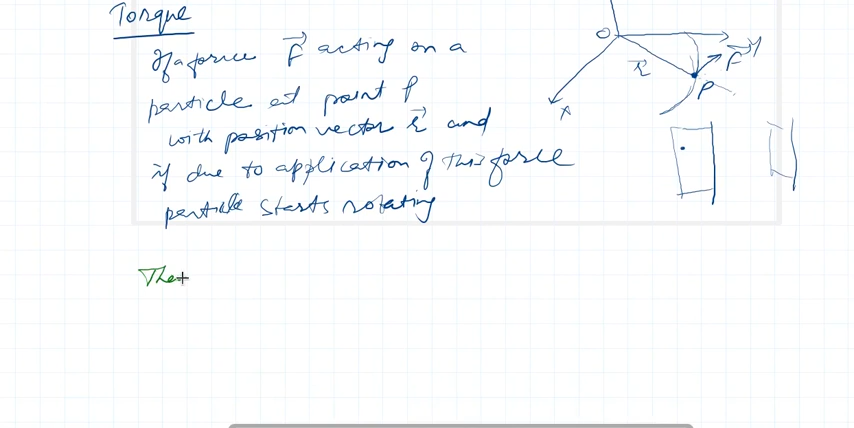 Torque
If a force F acting on a
particle at point P
with position vector r and
if due to application of this force
particle starts rotating
The
O
r
F
y
P
x